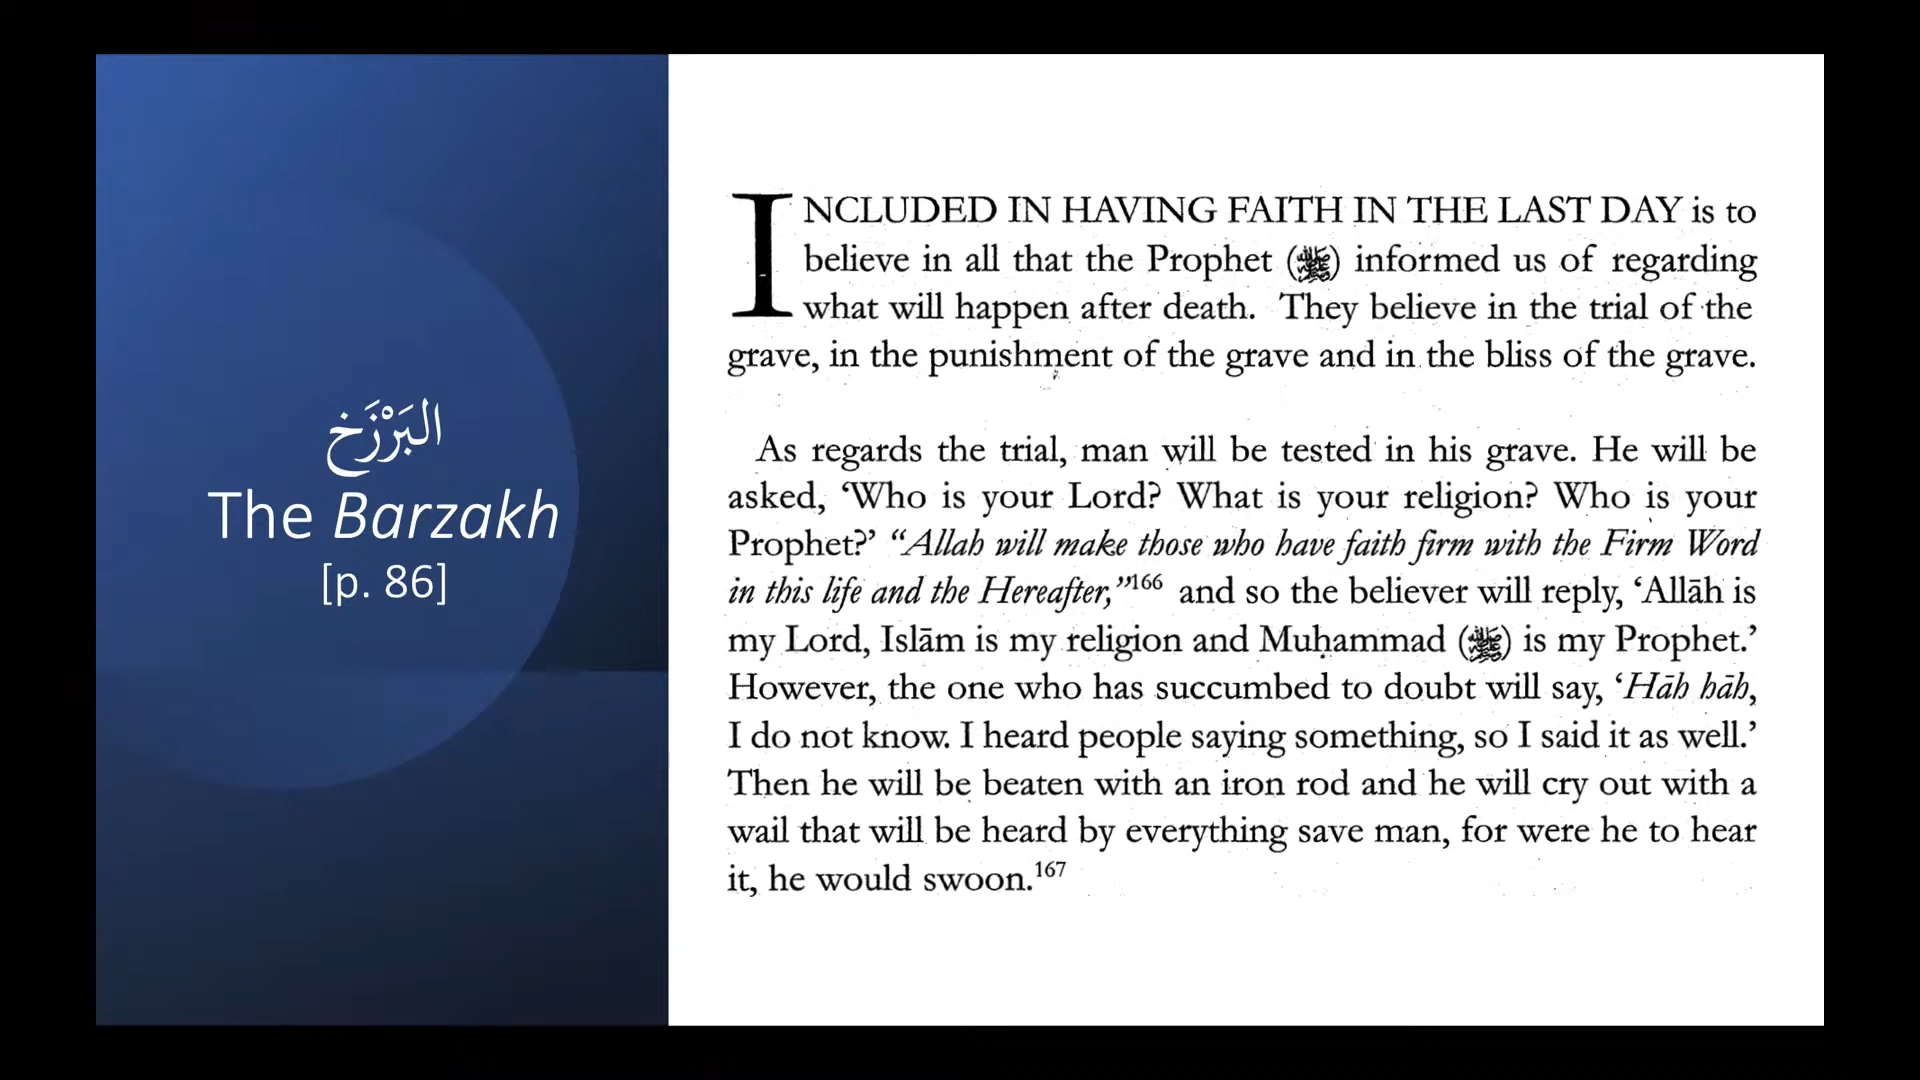 البَرْزَخ
The Barzakh
[p. 86]
INCLUDED IN HAVING FAITH IN THE LAST DAY is to
believe in all that the Prophet (ﷺ) informed us of regarding
what will happen after death. They believe in the trial of the
grave, in the punishment of the grave and in the bliss of the grave.
As regards the trial, man will be tested in his grave. He will be
asked, ‘Who is your Lord? What is your religion? Who is your
Prophet?’ “Allah will make those who have faith firm with the Firm Word
in this life and the Hereafter,”166 and so the believer will reply, ‘Allāh is
my Lord, Islām is my religion and Muḥammad (ﷺ) is my Prophet.’
However, the one who has succumbed to doubt will say, ‘Hāh hāh,
I do not know. I heard people saying something, so I said it as well.’
Then he will be beaten with an iron rod and he will cry out with a
wail that will be heard by everything save man, for were he to hear
it, he would swoon.167